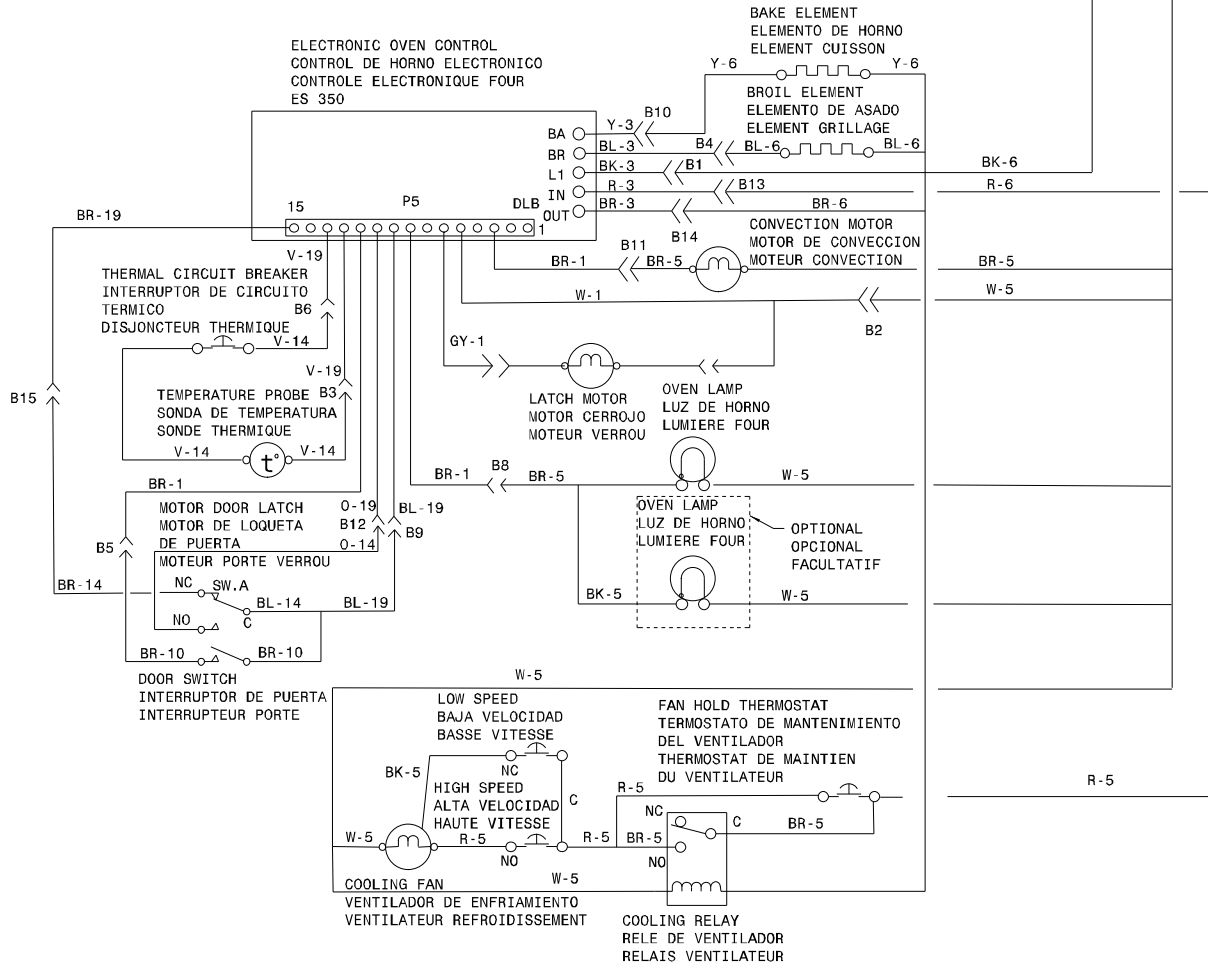 BAKE ELEMENT
ELEMENTO DE HORNO
ELEMENT CUISSON
ELECTRONIC OVEN CONTROL
CONTROL DE HORNO ELECTRONICO
CONTROLE ELECTRONIQUE FOUR
ES 350
Y-6
Y-6
BROIL ELEMENT
ELEMENTO DE ASADO
ELEMENT GRILLAGE
BA
Y-3
B10
BR
BL-3
B4
BL-6
BL-6
L1
BK-3
B1
BK-6
IN
R-3
B13
R-6
DLB
OUT
BR-3
B14
BR-6
15
P5
1
BR-19
CONVECTION MOTOR
MOTOR DE CONVECCION
MOTEUR CONVECTION
BR-1
B11
BR-5
BR-5
V-19
THERMAL CIRCUIT BREAKER
INTERRUPTOR DE CIRCUITO
TERMICO
DISJONCTEUR THERMIQUE
B6
V-14
W-1
W-5
B2
GY-1
V-19
B3
B15
TEMPERATURE PROBE
SONDA DE TEMPERATURA
SONDE THERMIQUE
LATCH MOTOR
MOTOR CERROJO
MOTEUR VERROU
OVEN LAMP
LUZ DE HORNO
LUMIERE FOUR
V-14
t°
V-14
BR-1
BR-1
B8
BR-5
W-5
MOTOR DOOR LATCH
MOTOR DE LOQUETA
DE PUERTA
MOTEUR PORTE VERROU
O-19
B12
O-14
BL-19
B9
B5
OVEN LAMP
LUZ DE HORNO
LUMIERE FOUR
OPTIONAL
OPCIONAL
FACULTATIF
BR-14
NC
SW.A
BL-14
BL-19
C
NO
BK-5
W-5
BR-10
BR-10
DOOR SWITCH
INTERRUPTOR DE PUERTA
INTERRUPTEUR PORTE
W-5
LOW SPEED
BAJA VELOCIDAD
BASSE VITESSE
FAN HOLD THERMOSTAT
TERMOSTATO DE MANTENIMIENTO
DEL VENTILADOR
THERMOSTAT DE MAINTIEN
DU VENTILATEUR
BK-5
NC
HIGH SPEED
ALTA VELOCIDAD
HAUTE VITESSE
C
R-5
R-5
NC
C
BR-5
W-5
R-5
NO
R-5
BR-5
NO
W-5
COOLING FAN
VENTILADOR DE ENFRIAMIENTO
VENTILATEUR REFROIDISSEMENT
COOLING RELAY
RELE DE VENTILADOR
RELAIS VENTILATEUR